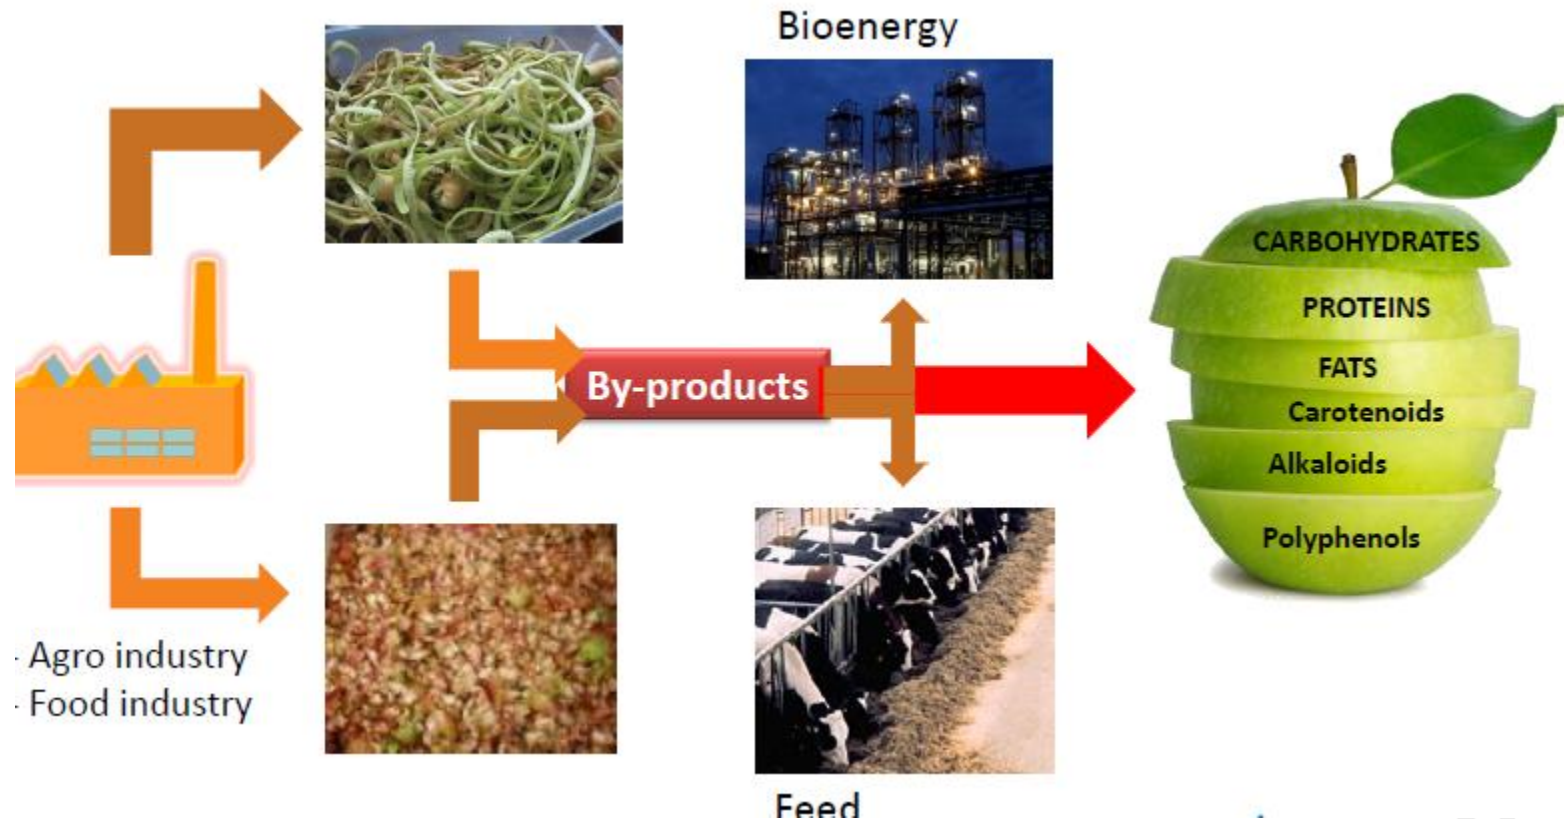 Bioenergy
CARBOHYDRATES
PROTEINS
FATS
Carotenoids
Alkaloids
Polyphenols
By-products
- Agro industry
- Food industry
Feed